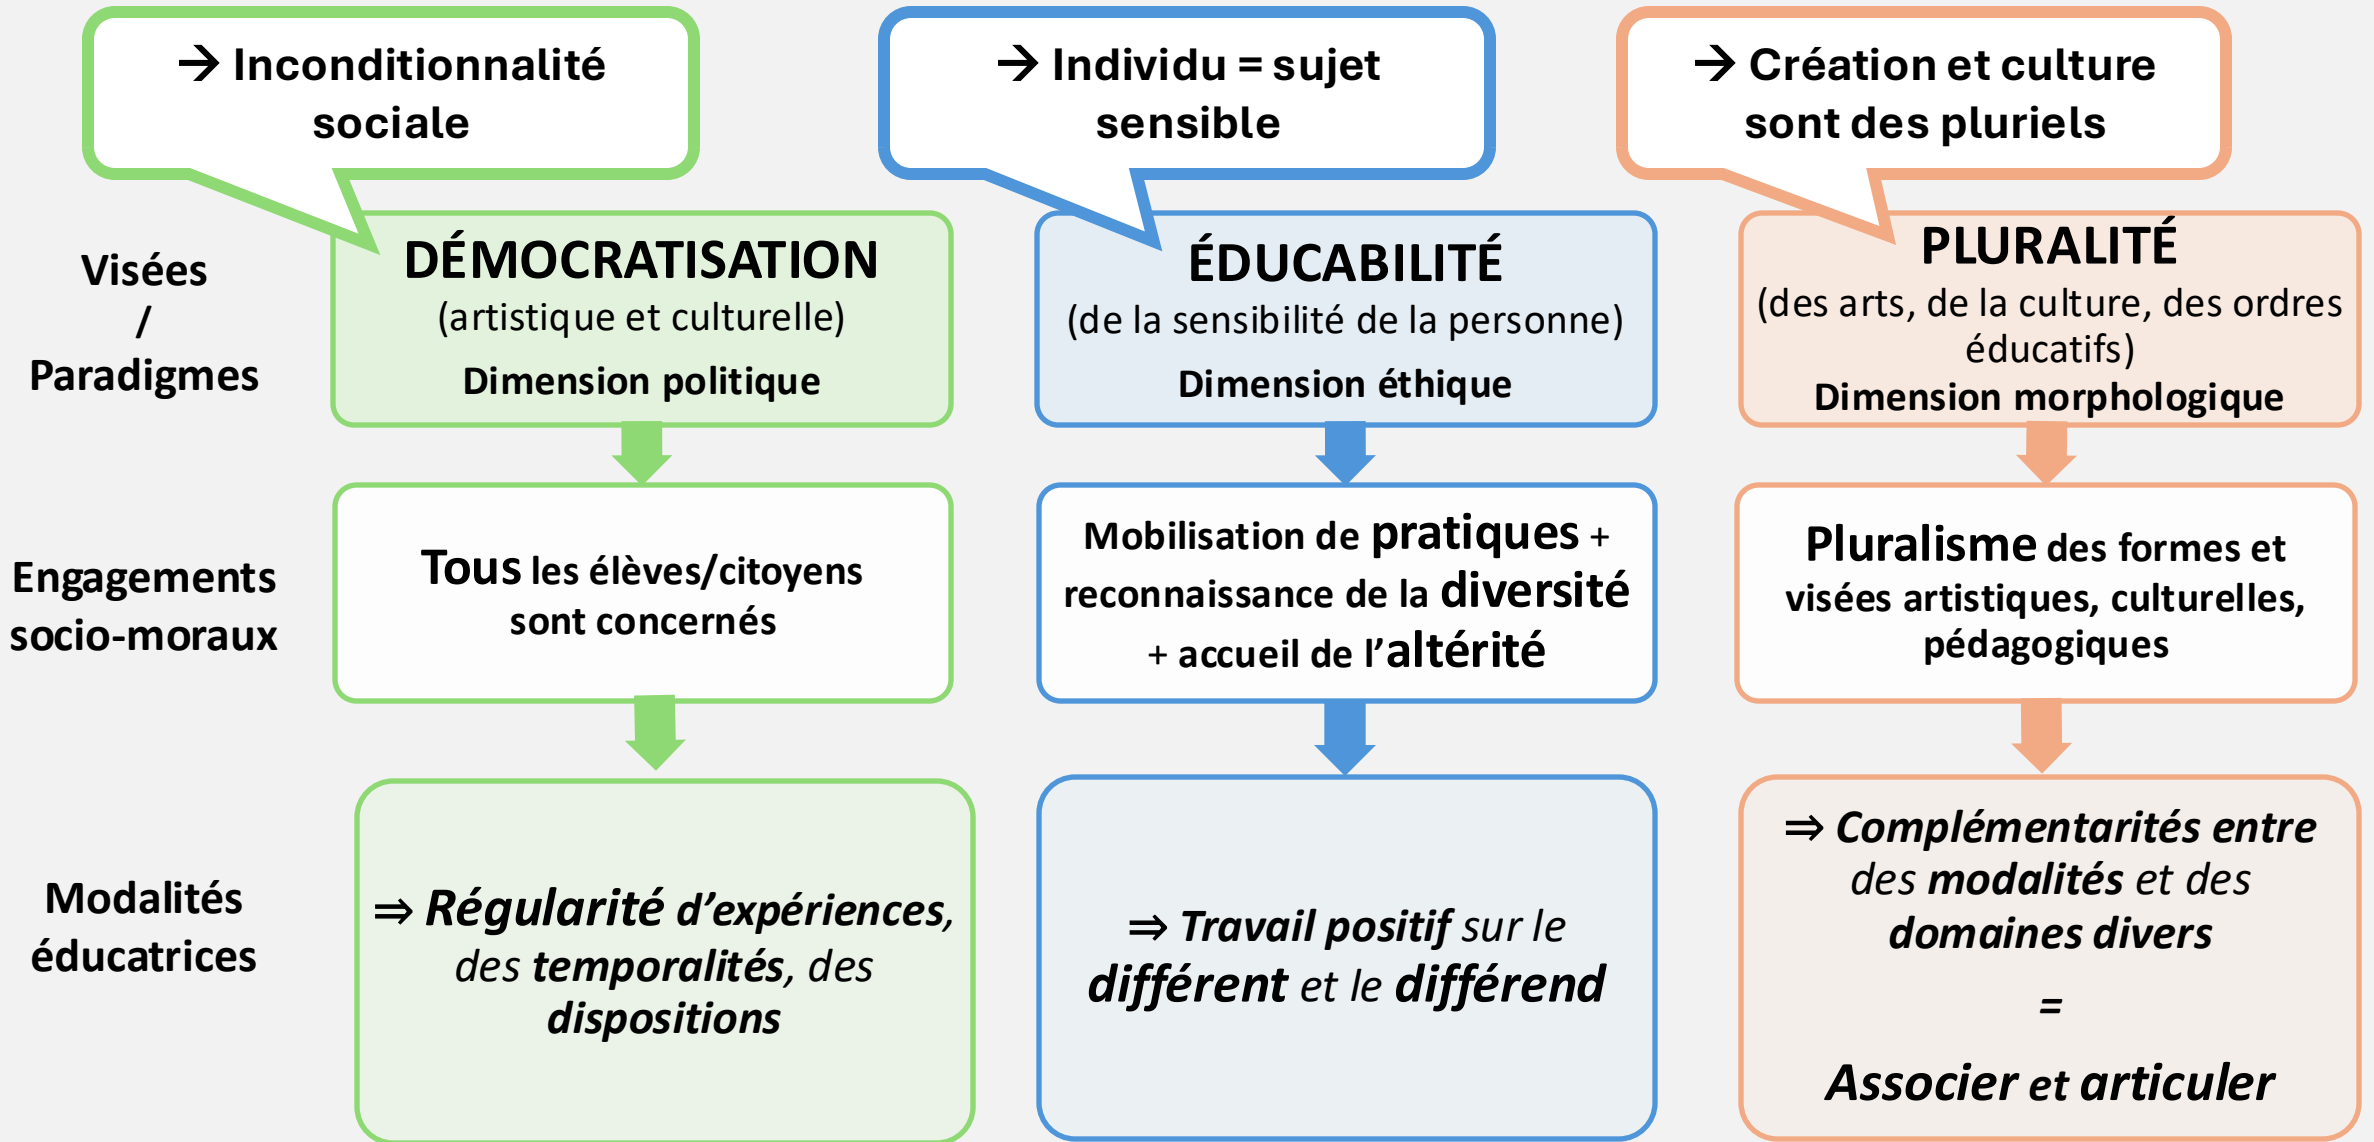 → Inconditionnalité
sociale
→ Individu = sujet
sensible
→ Création et culture
sont des pluriels
Visées
/
Paradigmes
DÉMOCRATISATION
(artistique et culturelle)
Dimension politique
ÉDUCABILITÉ
(de la sensibilité de la personne)
Dimension éthique
PLURALITÉ
(des arts, de la culture, des ordres
éducatifs)
Dimension morphologique
Engagements
socio-moraux
Tous les élèves/citoyens
sont concernés
Mobilisation de pratiques +
reconnaissance de la diversité
+ accueil de l’altérité
Pluralisme des formes et
visées artistiques, culturelles,
pédagogiques
Modalités
éducatrices
⇒ Régularité d’expériences,
des temporalités, des
dispositions
⇒ Travail positif sur le
différent et le différend
⇒ Complémentarités entre
des modalités et des
domaines divers
=
Associer et articuler